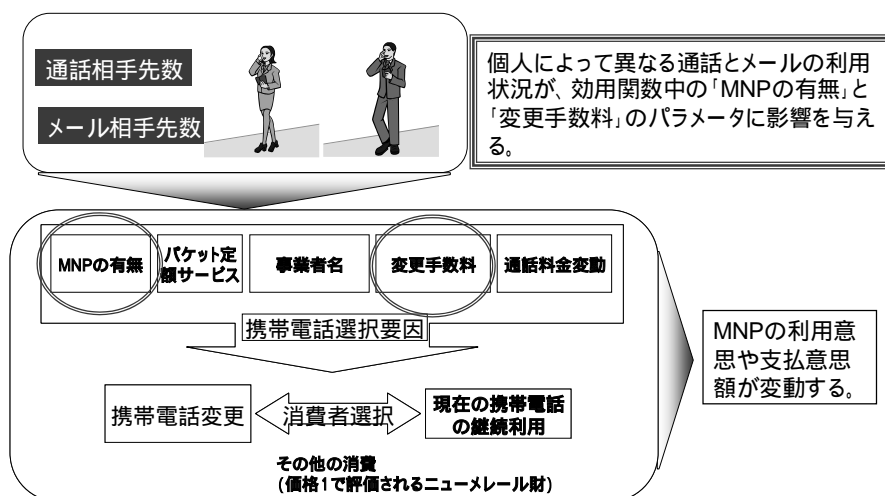 通話相手先数
メール相手先数
個人によって異なる通話とメールの利用
状況が、効用関数中の「MNPの有無」と
「変更手数料」のパラメータに影響を与え
る。
MNPの有無
パケット定
額サービス
事業者名
変更手数料
通話料金変動
携帯電話選択要因
MNPの利用意
思や支払意思
額が変動する。
携帯電話変更
消費者選択
現在の携帯電話
の継続利用
その他の消費
(価格1で評価されるニューメレール財)